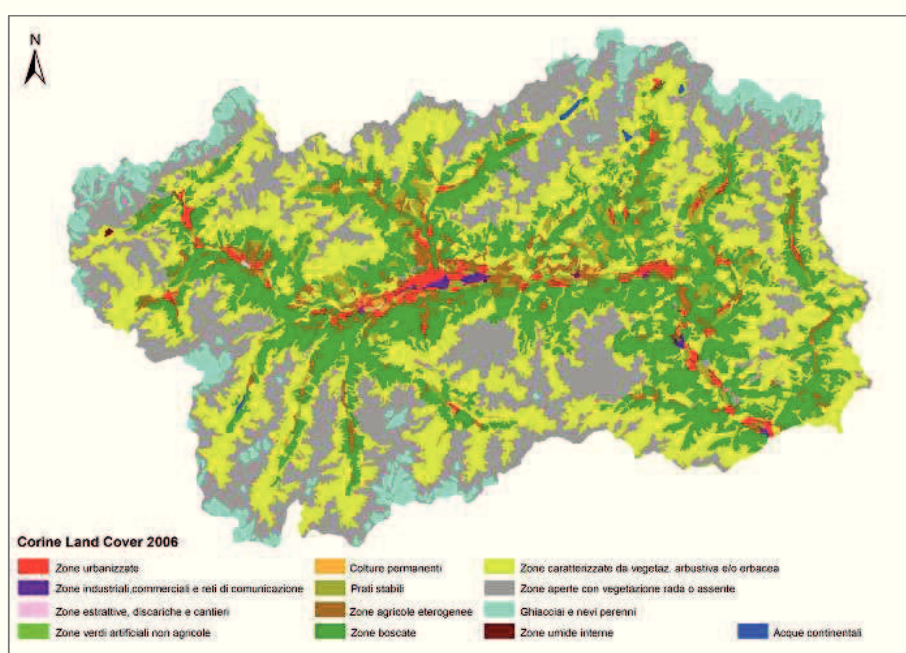 N
Corine Land Cover 2006
Zone urbanizzate
Zone industriali,commerciali e reti di comunicazione
Zone estrattive, discariche e cantieri
Zone verdi artificiali non agricole
Colture permanenti
Prati stabili
Zone agricole eterogenee
Zone boscate
Zone caratterizzate da vegetaz. arbustiva e/o erbacea
Zone aperte con vegetazione rada o assente
Ghiacciai e nevi perenni
Zone umide interne
Acque continentali